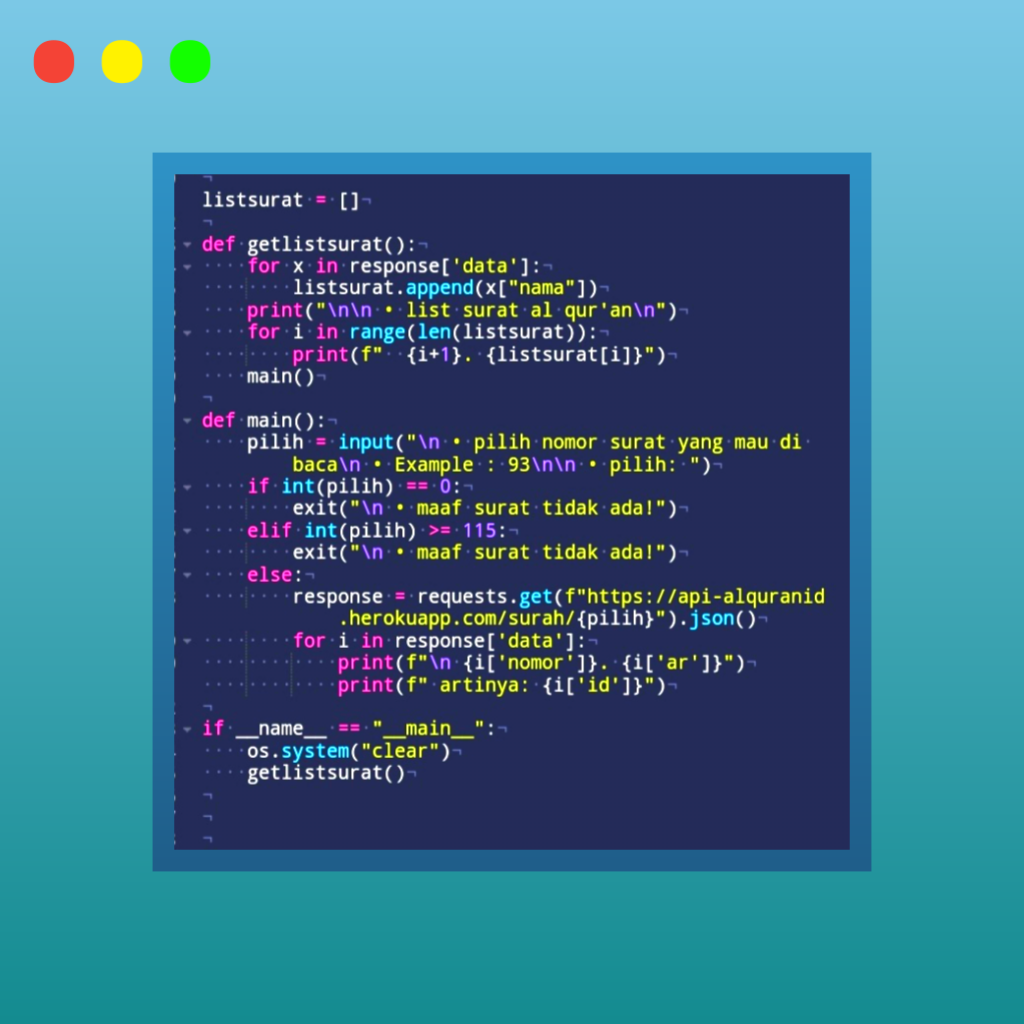 listsurat = []
def getlistsurat():
    for x in response['data']:
        listsurat.append(x["nama"])
    print("\n\n • list surat al qur'an\n")
    for i in range(len(listsurat)):
        print(f"  {i+1}. {listsurat[i]}")
    main()
def main():
    pilih = input("\n • pilih nomor surat yang mau di
        baca\n • Example : 93\n\n • pilih: ")
    if int(pilih) == 0:
        exit("\n • maaf surat tidak ada!")
    elif int(pilih) >= 115:
        exit("\n • maaf surat tidak ada!")
    else:
        response = requests.get(f"https://api-alquranid
            .herokuapp.com/surah/{pilih}").json()
        for i in response['data']:
            print(f"\n {i['nomor']}. {i['ar']}")
            print(f" artinya: {i['id']}")
if __name__ == "__main__":
    os.system("clear")
    getlistsurat()